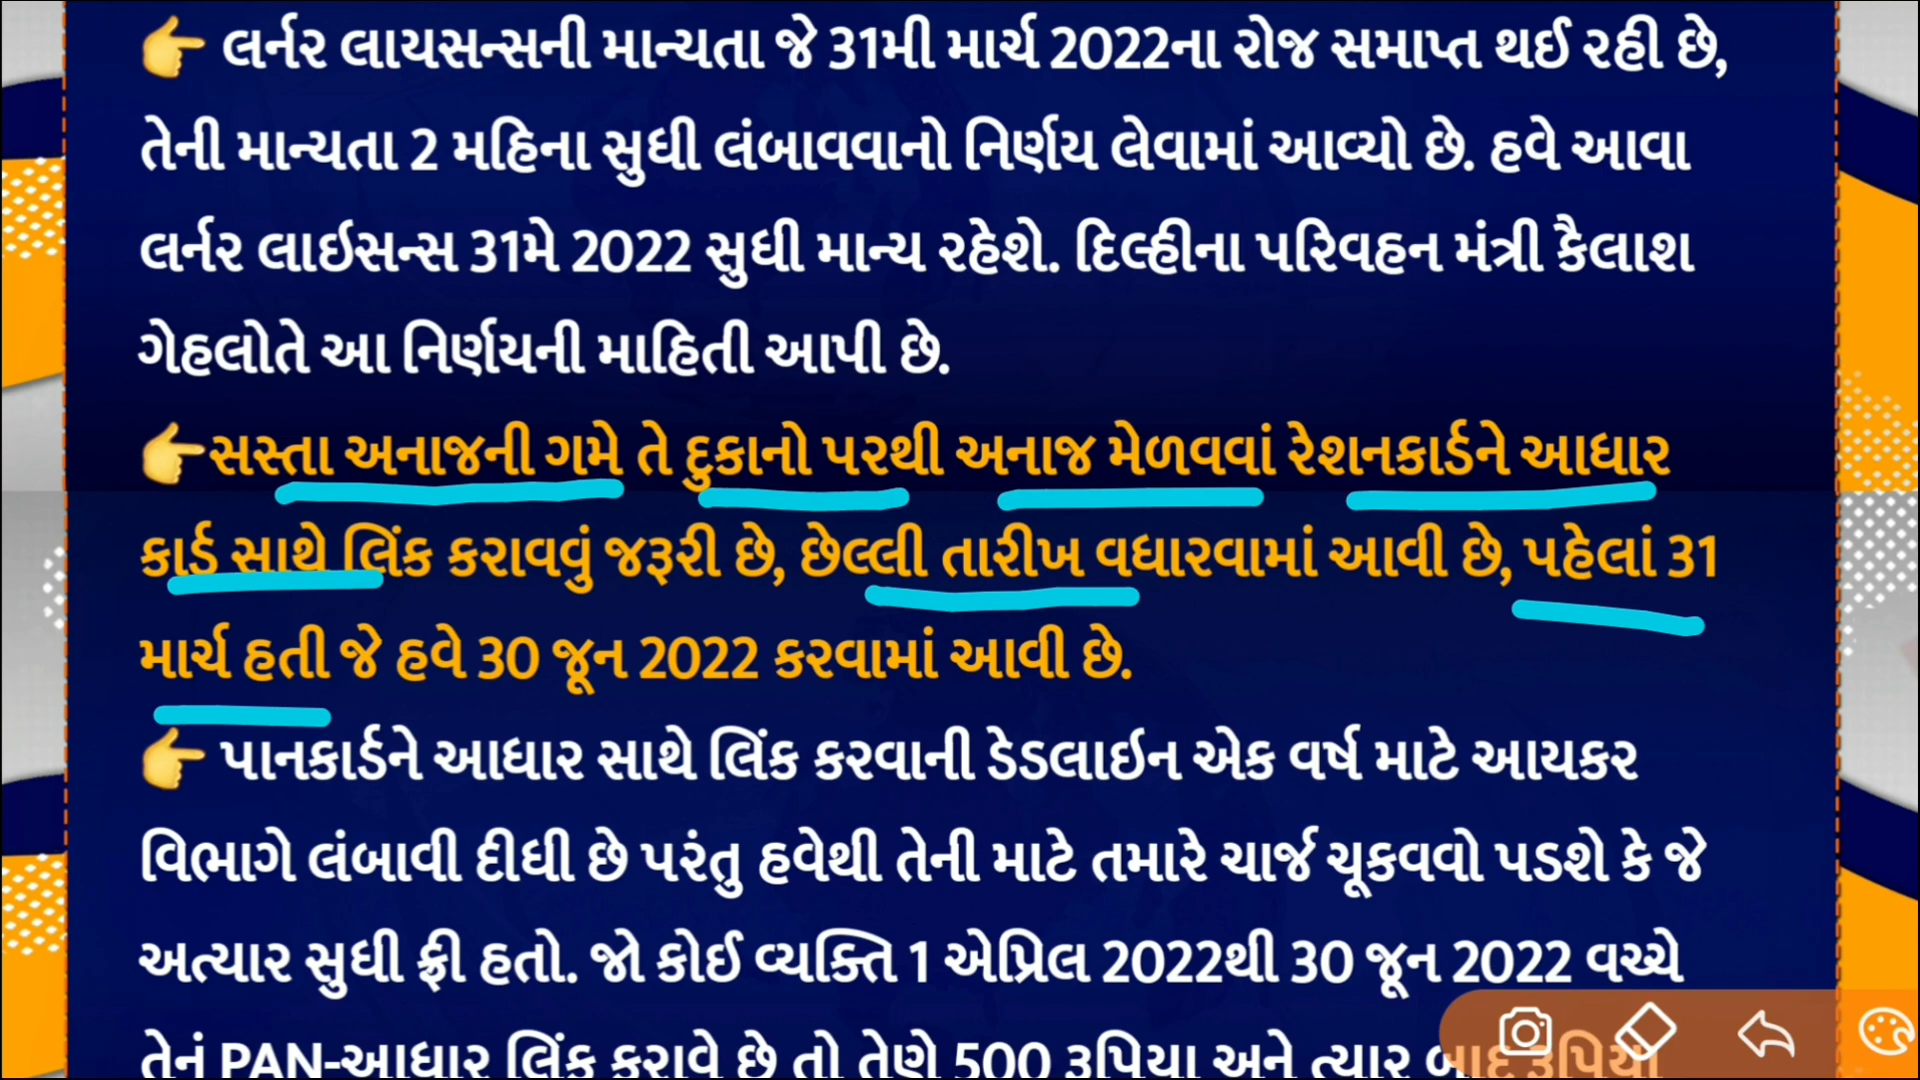 👉 લર્નર લાયસન્સની માન્યતા જે 31મી માર્ચ 2022ના રોજ સમાપ્ત થઈ રહી છે,
તેની માન્યતા 2 મહિના સુધી લંબાવવાનો નિર્ણય લેવામાં આવ્યો છે. હવે આવા
લર્નર લાઇસન્સ 31મે 2022 સુધી માન્ય રહેશે. દિલ્હીના પરિવહન મંત્રી કૈલાશ
ગેહલોતે આ નિર્ણયની માહિતી આપી છે.
👉સસ્તા અનાજની ગમે તે દુકાનો પરથી અનાજ મેળવવાં રેશનકાર્ડને આધાર
કાર્ડ સાથે લિંક કરાવવું જરૂરી છે, છેલ્લી તારીખ વધારવામાં આવી છે, પહેલાં 31
માર્ચ હતી જે હવે 30 જૂન 2022 કરવામાં આવી છે.
👉 પાનકાર્ડને આધાર સાથે લિંક કરવાની ડેડલાઇન એક વર્ષ માટે આયકર
વિભાગે લંબાવી દીધી છે પરંતુ હવેથી તેની માટે તમારે ચાર્જ ચૂકવવો પડશે કે જે
અત્યાર સુધી ફ્રી હતો. જો કોઈ વ્યક્તિ 1 એપ્રિલ 2022થી 30 જૂન 2022 વચ્ચે
તેનું PAN-આધાર લિંક કરાવે છે તો તેણે 500 રૂપિયા અને ત્યાર બાદ રૂપિયા